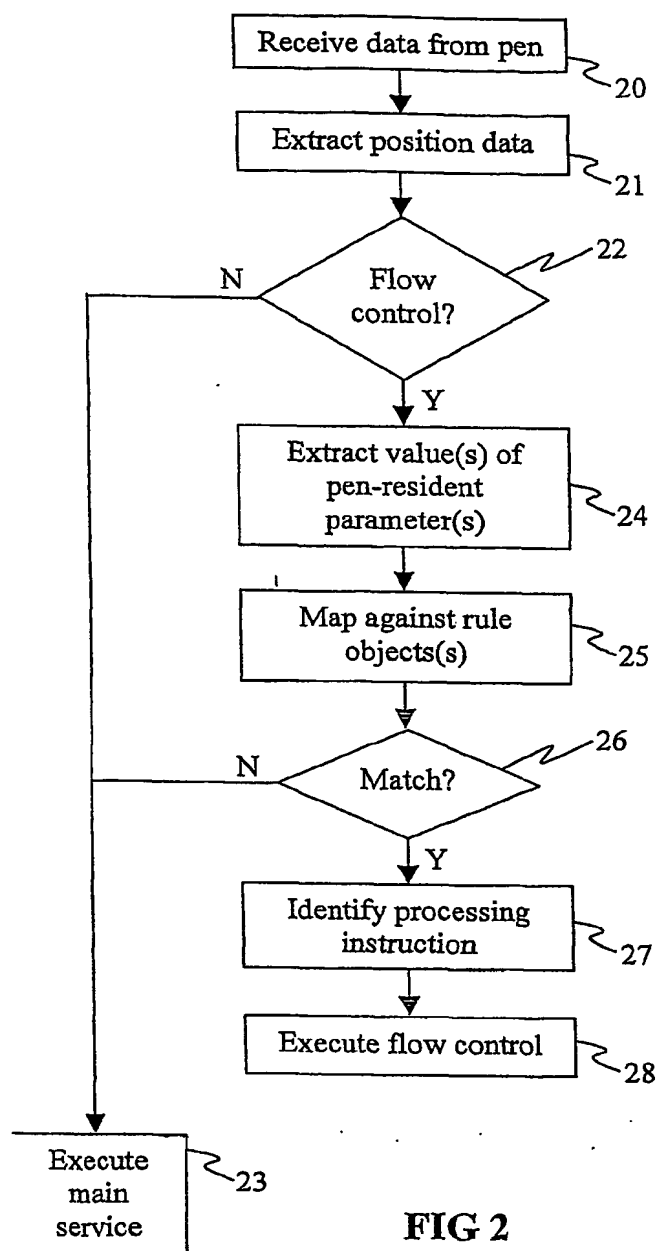 Receive data from pen
20
Extract position data
21
22
N
Flow
control?
Y
Extract value(s) of
pen-resident
parameter(s)
24
Map against rule
objects(s)
25
26
N
Match?
Y
Identify processing
instruction
27
Execute flow control
28
Execute
main
service
23
FIG 2